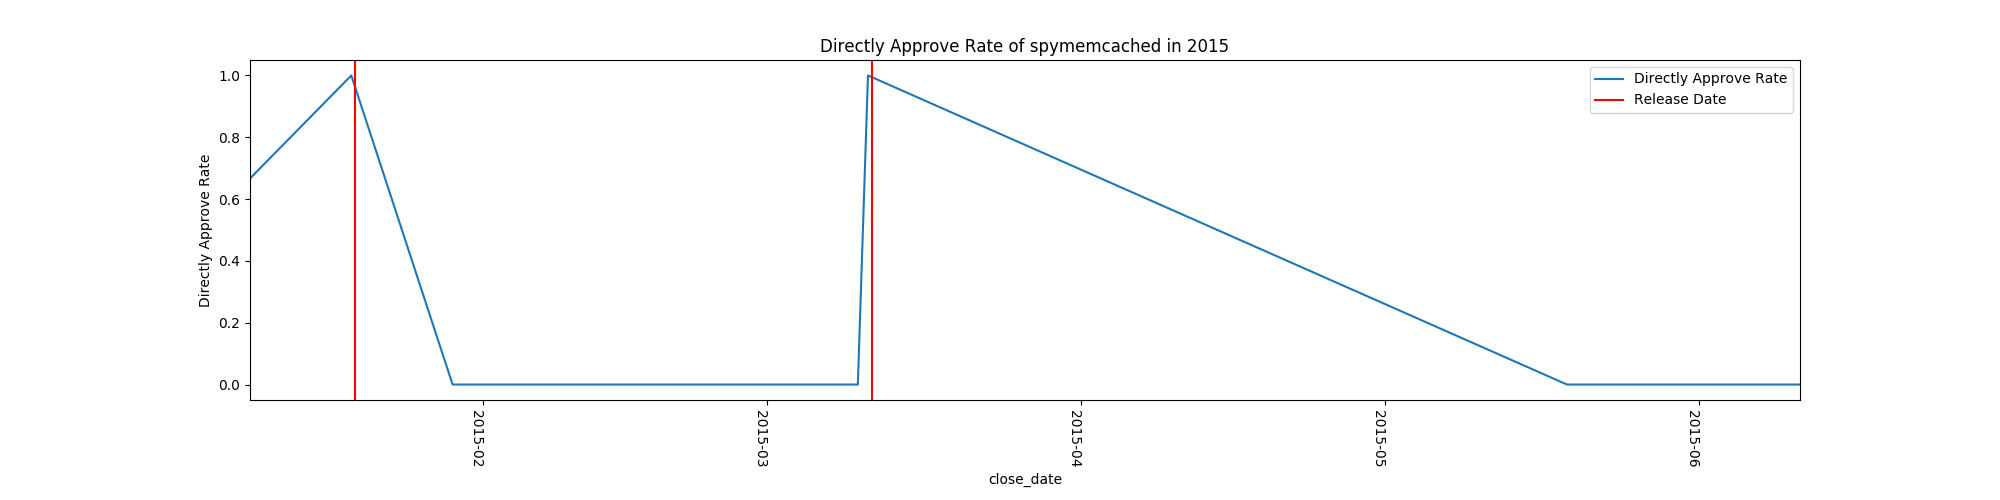 Directly Approve Rate of spymemcached in 2015
Directly Approve Rate
Release Date
1.0
0.8
0.6
0.4
0.2
0.0
Directly Approve Rate
2015-02
2015-03
2015-04
2015-05
2015-06
close_date